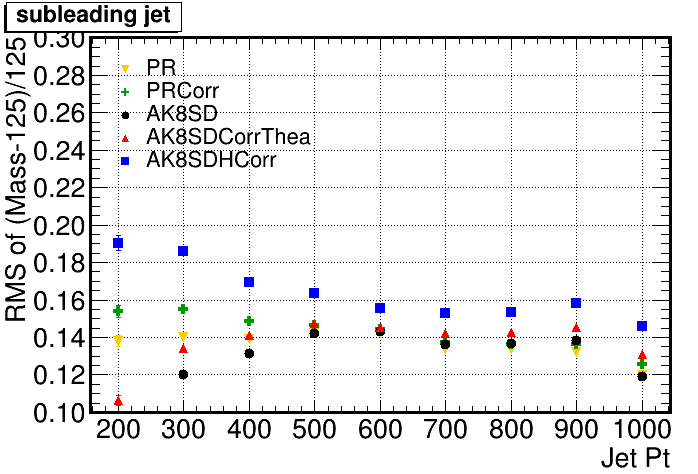 subleading jet
RMS of (Mass-125)/125
0.30
0.28
0.26
0.24
0.22
0.20
0.18
0.16
0.14
0.12
0.10
PR
PRCorr
AK8SD
AK8SDCorrThea
AK8SDHCorr
200 300 400 500 600 700 800 900 1000
Jet Pt